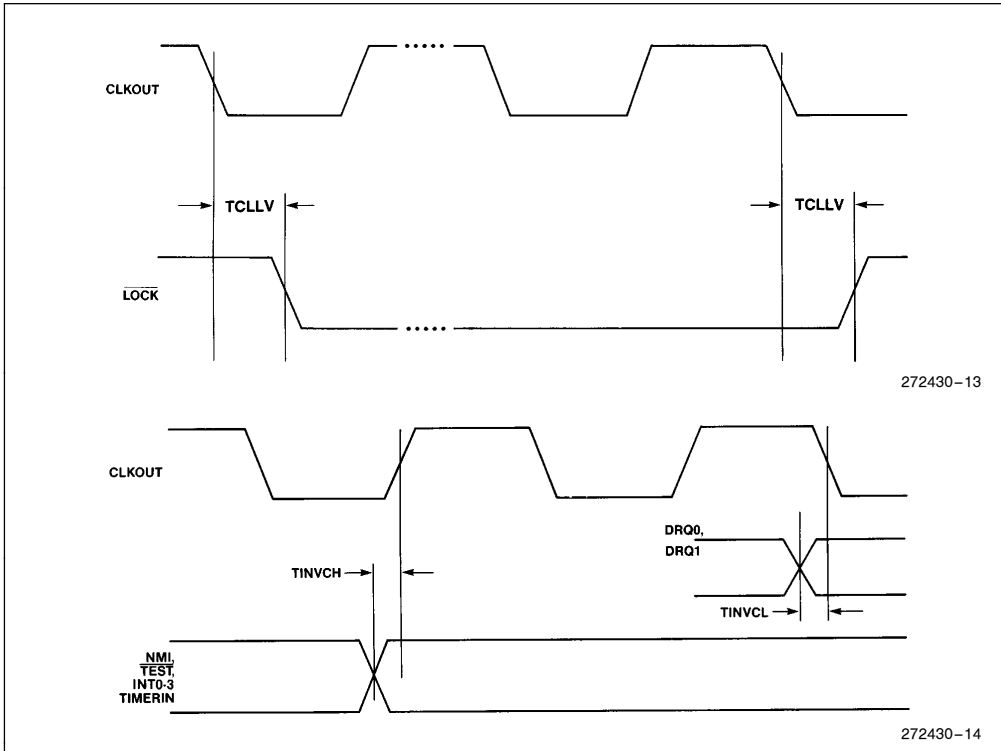 CLKOUT
TCLLV
TCLLV
LOCK
272430–13
CLKOUT
DRQ0,
DRQ1
TINVCH
TINVCL
NMI,
TEST,
INT0-3
TIMERIN
272430–14